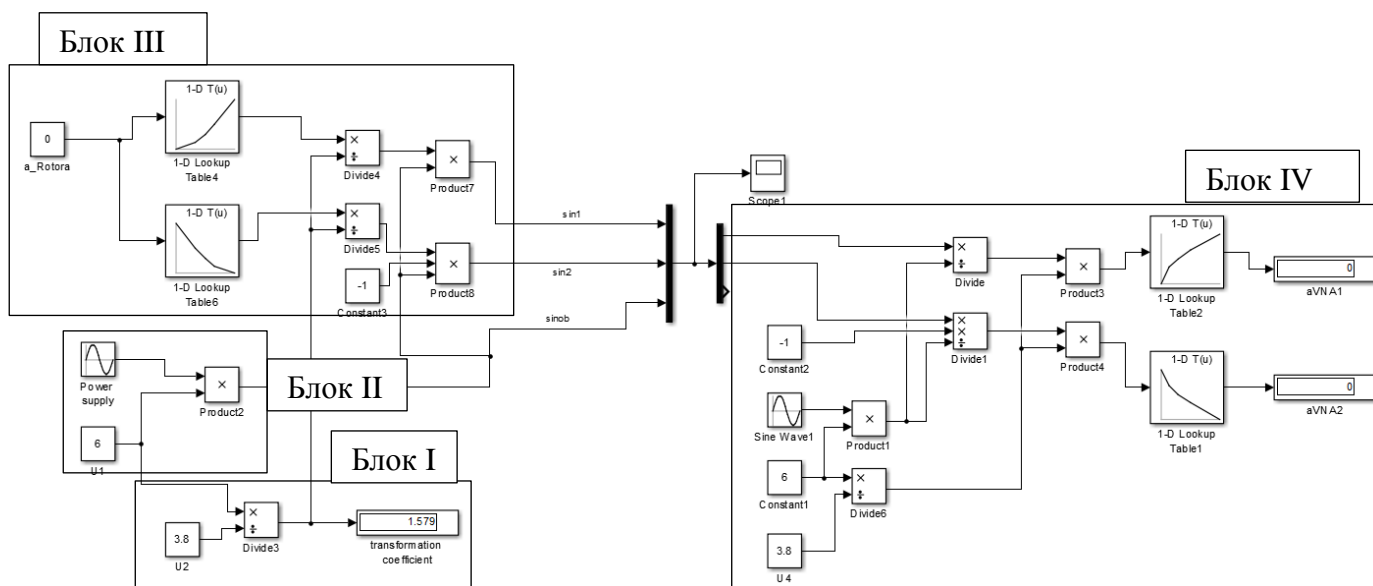 Блок III
1-D T(u)
1-D Lookup
Table4
0
a_Rotora
×
÷
Divide4
×
Product7
1-D T(u)
1-D Lookup
Table6
×
÷
Divide5
-1
Constant3
×
Product8
sin1
sin2
sinob
Scope1
Power
supply
×
Product2
6
U1
Блок II
Блок I
3.8
U2
×
÷
Divide3
1.579
transformation
coefficient
Блок IV
×
÷
Divide
×
Product3
1-D T(u)
1-D Lookup
Table2
0
aVNA1
-1
Constant2
×
×
÷
Divide1
×
Product4
1-D T(u)
1-D Lookup
Table1
0
aVNA2
Sine Wave1
×
Product1
6
Constant1
×
÷
Divide6
3.8
U4